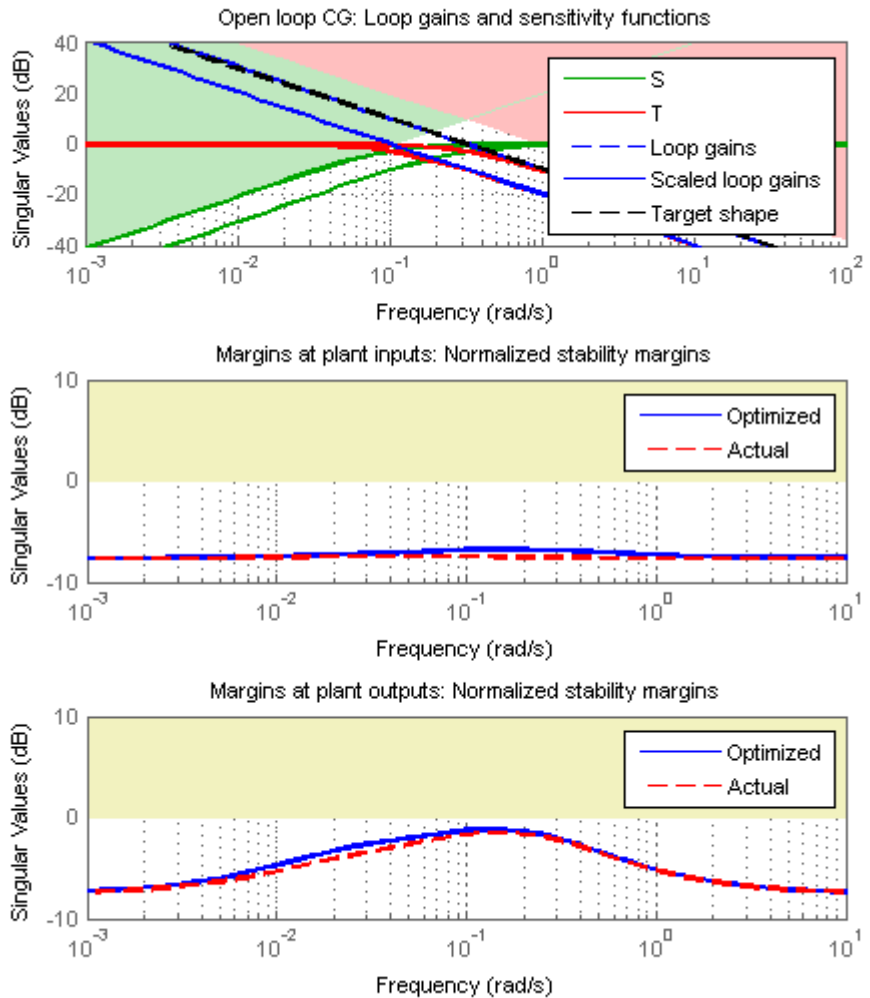 Open loop CG: Loop gains and sensitivity functions
Singular Values (dB)
40
20
0
-20
-40
S
T
Loop gains
Scaled loop gains
Target shape
10^-3
10^-2
10^-1
10^0
10^1
10^2
Frequency (rad/s)
Margins at plant inputs: Normalized stability margins
Singular Values (dB)
10
0
-10
Optimized
Actual
10^-3
10^-2
10^-1
10^0
10^1
Frequency (rad/s)
Margins at plant outputs: Normalized stability margins
Singular Values (dB)
10
0
-10
Optimized
Actual
10^-3
10^-2
10^-1
10^0
10^1
Frequency (rad/s)